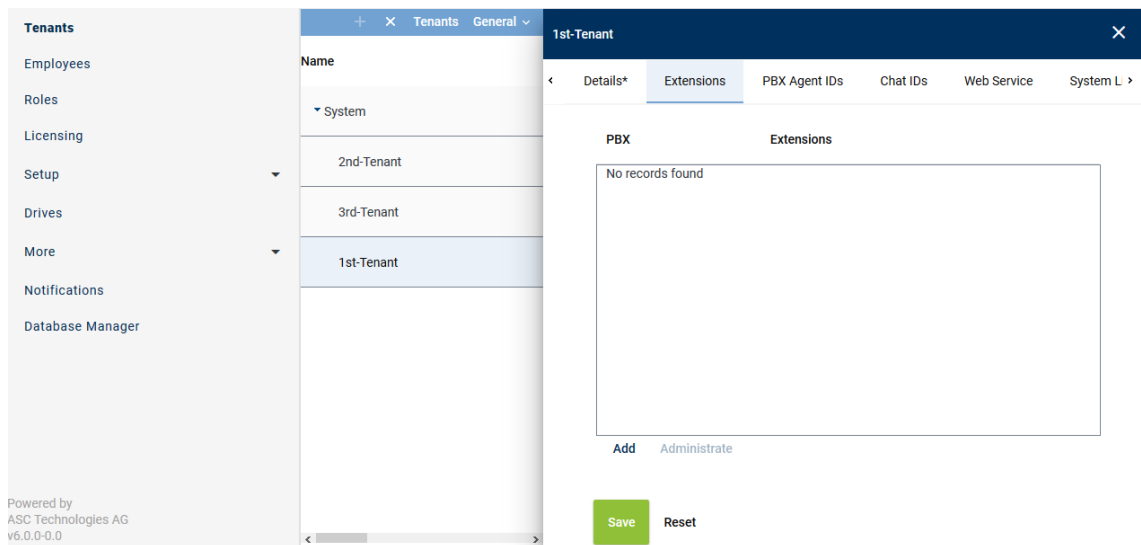 Tenants
Employees
Roles
Licensing
Setup
Drives
More
Notifications
Database Manager
Powered by
ASC Technologies AG
v6.0.0-0.0
Tenants General
Name
System
2nd-Tenant
3rd-Tenant
1st-Tenant
1st-Tenant
Details* Extensions PBX Agent IDs Chat IDs Web Service System L
PBX Extensions
No records found
Add Administrate
Save Reset